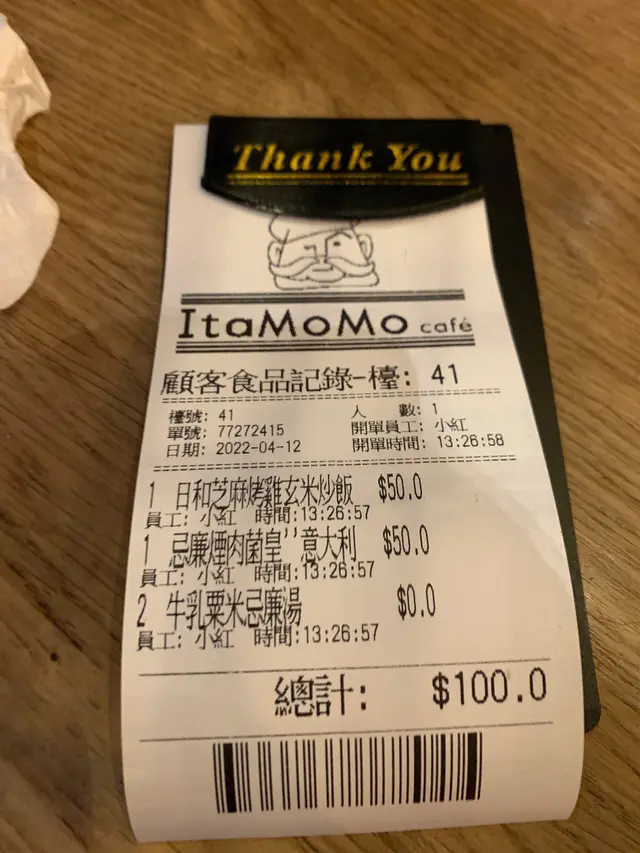 Thank You
ItaMoMo café
顧客食品記錄-檯: 41
檯號: 41 人 數: 1
單號: 77272415 開單員工: 小紅
日期: 2022-04-12 開單時間: 13:26:58
1 日和芝麻烤雞玄米炒飯 $50.0
員工: 小紅 時間:13:26:57
1 忌廉煙肉菌皇''意大利 $50.0
員工: 小紅 時間:13:26:57
2 牛乳粟米忌廉湯 $0.0
員工: 小紅 時間:13:26:57
總計: $100.0